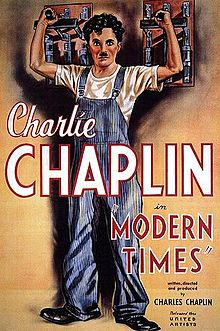 Charlie
CHAPLIN
in
"MODERN
TIMES"
written, directed
and produced
by
CHARLES CHAPLIN
Released thru
UNITED
ARTISTS